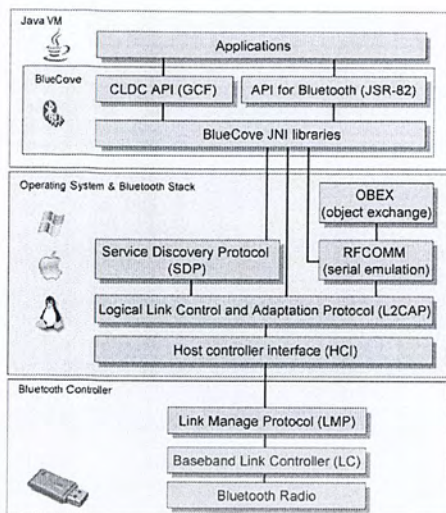 Java VM
Applications
BlueCove
CLDC API (GCF)
API for Bluetooth (JSR-82)
BlueCove JNI libraries
Operating System & Bluetooth Stack
OBEX
(object exchange)
Service Discovery Protocol
(SDP)
RFCOMM
(serial emulation)
Logical Link Control and Adaptation Protocol (L2CAP)
Host controller interface (HCI)
Bluetooth Controller
Link Manage Protocol (LMP)
Baseband Link Controller (LC)
Bluetooth Radio